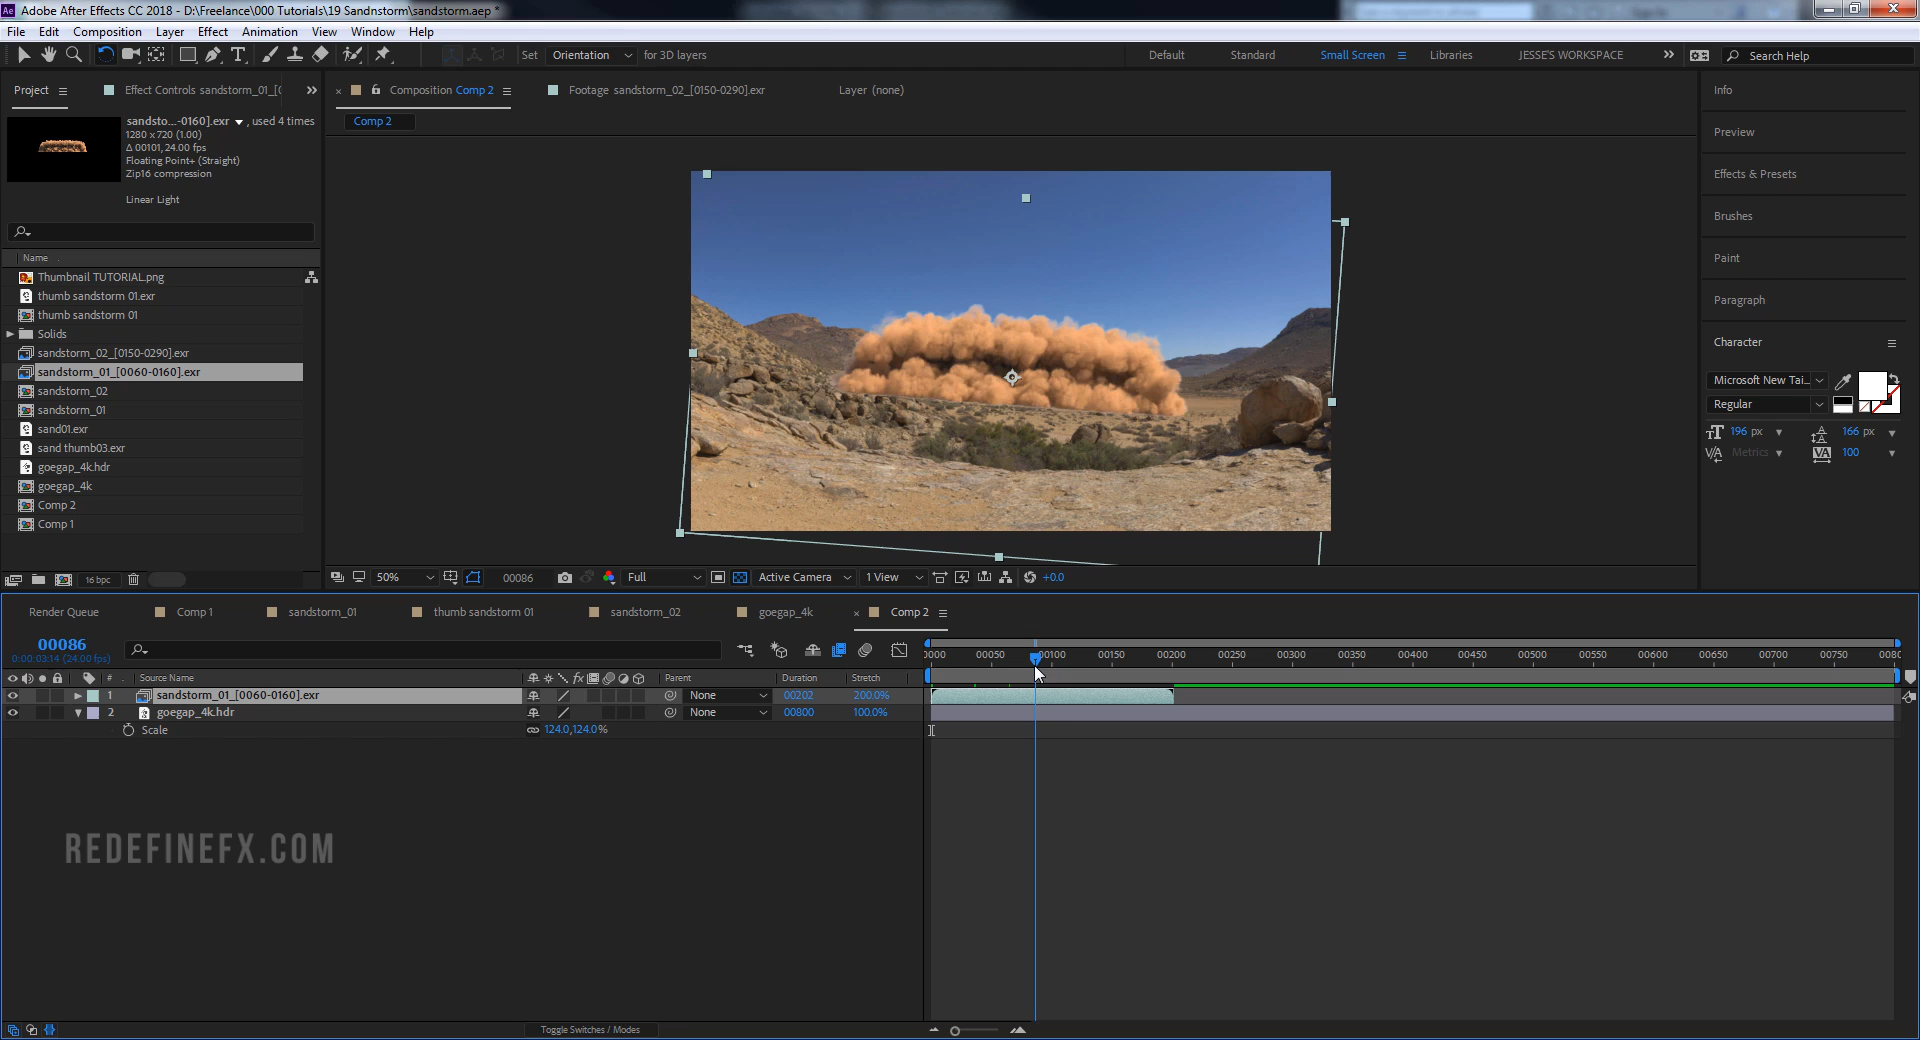 Adobe After Effects CC 2018 - D:\Freelance\000 Tutorials\19 Sandnstorm\sandstorm.aep *
File Edit Composition Layer Effect Animation View Window Help
Set Orientation for 3D layers
Default Standard Small Screen Libraries JESSE'S WORKSPACE Search Help
Project Effect Controls sandstorm_01_[(
Composition Comp 2 Footage sandstorm_02_[0150-0290].exr Layer (none)
Comp 2
sandsto...-0160].exr , used 4 times
1280 x 720 (1.00)
Δ 00101, 24.00 fps
Floating Point+ (Straight)
Zip16 compression
Linear Light
Name
Thumbnail TUTORIAL.png
thumb sandstorm 01.exr
thumb sandstorm 01
Solids
sandstorm_02_[0150-0290].exr
sandstorm_01_[0060-0160].exr
sandstorm_02
sandstorm_01
sand01.exr
sand thumb03.exr
goegap_4k.hdr
goegap_4k
Comp 2
Comp 1
16 bpc
50% 00086 Full Active Camera 1 View +0.0
Info
Preview
Effects & Presets
Brushes
Paint
Paragraph
Character
Microsoft New Tai...
Regular
196 px 166 px
Metrics 100
Render Queue Comp 1 sandstorm_01 thumb sandstorm 01 sandstorm_02 goegap_4k Comp 2
00086
0:00:03:14 (24.00 fps)
0000 00050 00100 00150 00200 00250 00300 00350 00400 00450 00500 00550 00600 00650 00700 00750 0080
# Source Name Parent Duration Stretch
1 sandstorm_01_[0060-0160].exr None 00202 200.0%
2 goegap_4k.hdr None 00800 100.0%
Scale 124.0,124.0%
REDEFINEFX.COM
Toggle Switches / Modes